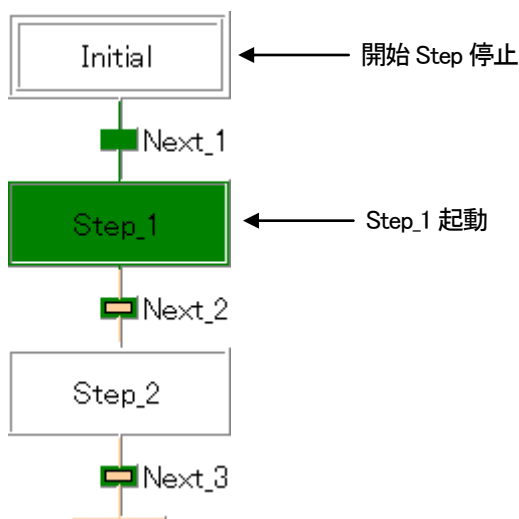 Initial
開始 Step 停止
Next_1
Step_1
Step_1 起動
Next_2
Step_2
Next_3